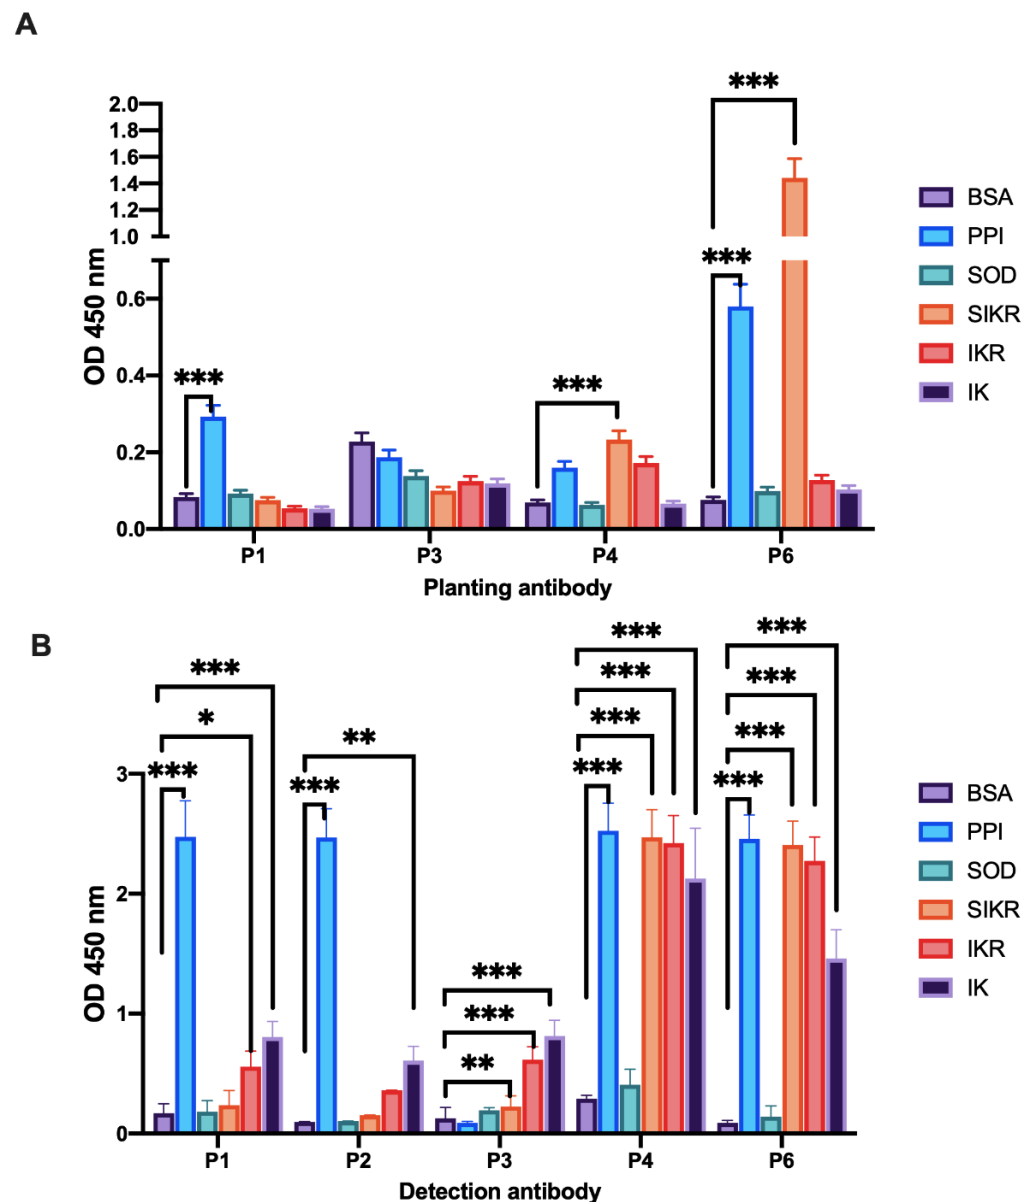 A
***
2.0
1.8
1.6
1.4
1.2
1.0
0.6
0.4
0.2
0.0
OD 450 nm
***
***
***
P1 P3 P4 P6
Planting antibody
BSA
PPI
SOD
SIKR
IKR
IK
B
***
*
***
***
**
***
***
**
***
***
***
***
***
***
***
***
***
3
2
1
0
OD 450 nm
P1 P2 P3 P4 P6
Detection antibody
BSA
PPI
SOD
SIKR
IKR
IK